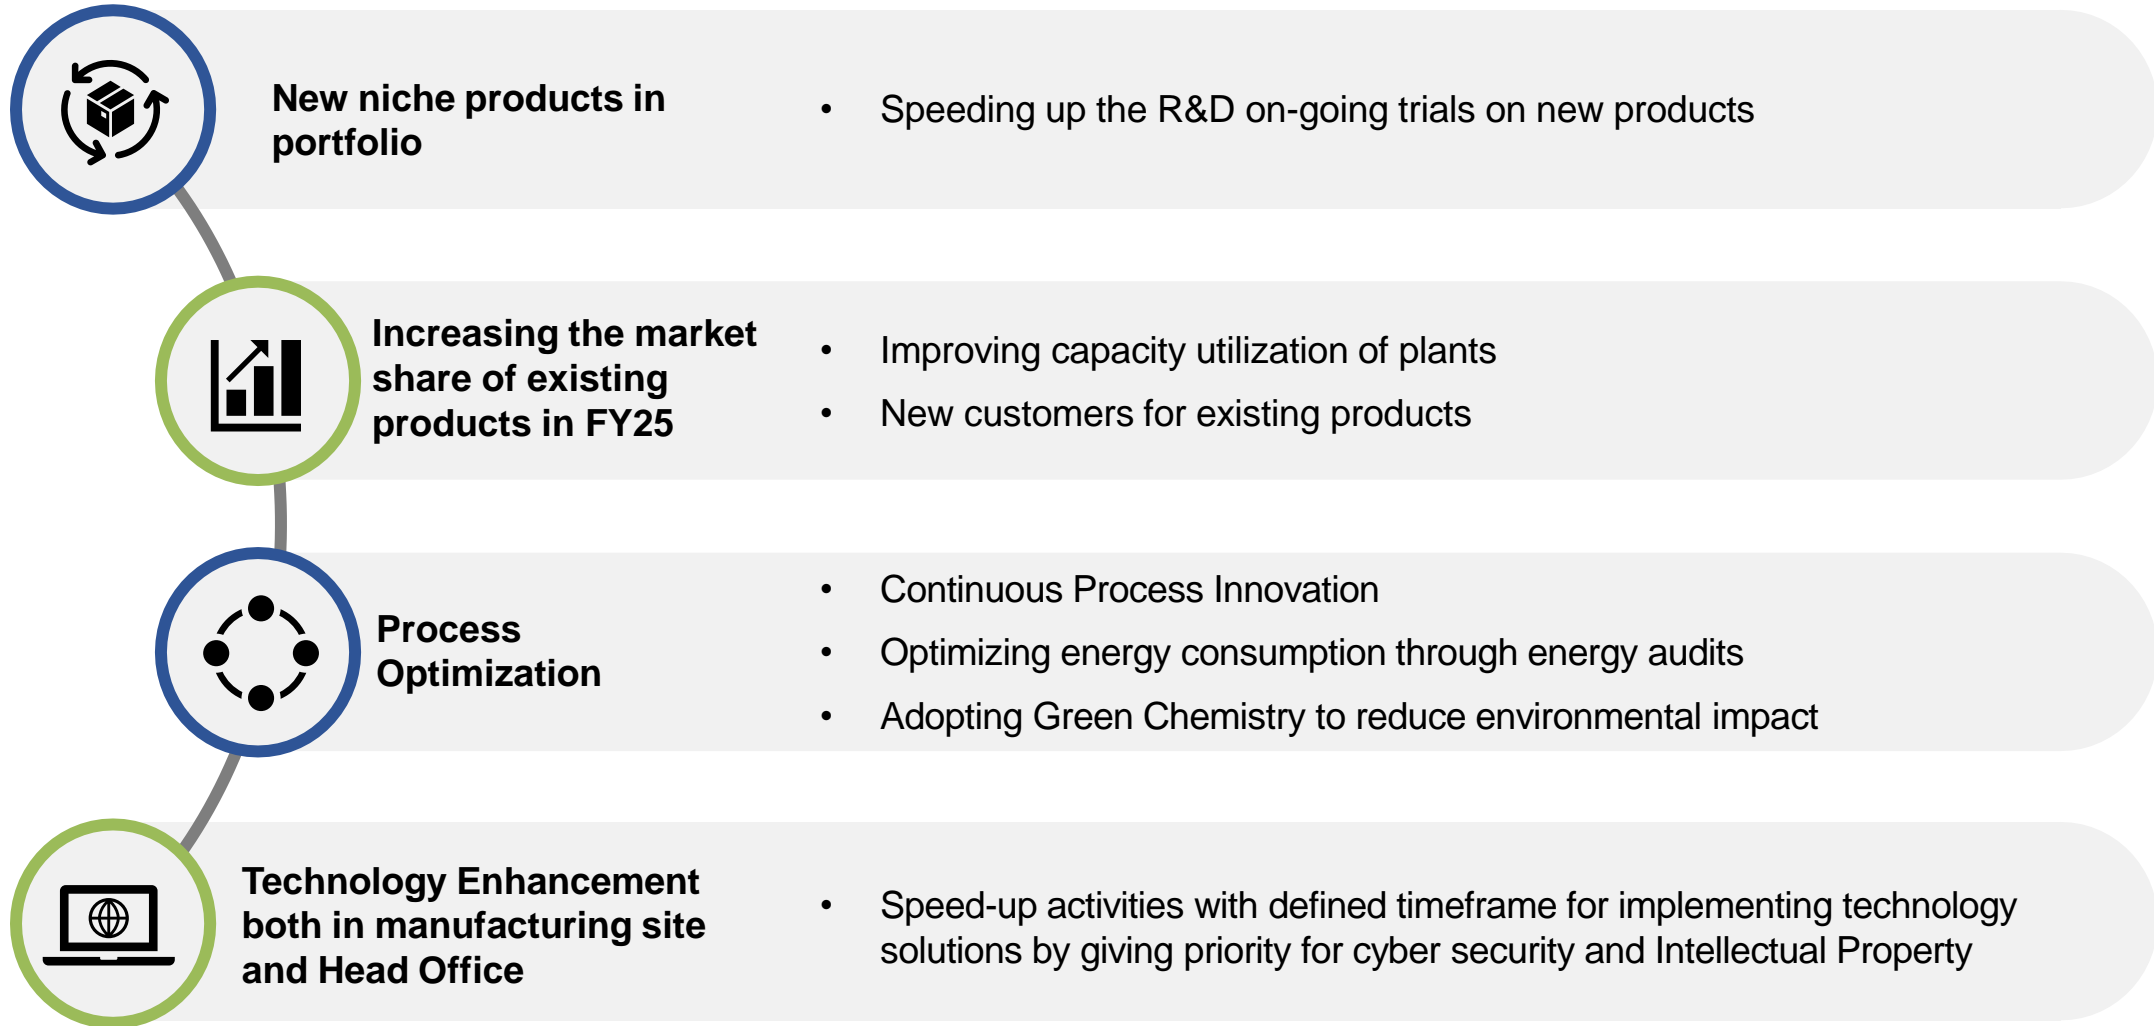 New niche products in
portfolio
• Speeding up the R&D on-going trials on new products
Increasing the market
share of existing
products in FY25
• Improving capacity utilization of plants
• New customers for existing products
Process
Optimization
• Continuous Process Innovation
• Optimizing energy consumption through energy audits
• Adopting Green Chemistry to reduce environmental impact
Technology Enhancement
both in manufacturing site
and Head Office
• Speed-up activities with defined timeframe for implementing technology
solutions by giving priority for cyber security and Intellectual Property